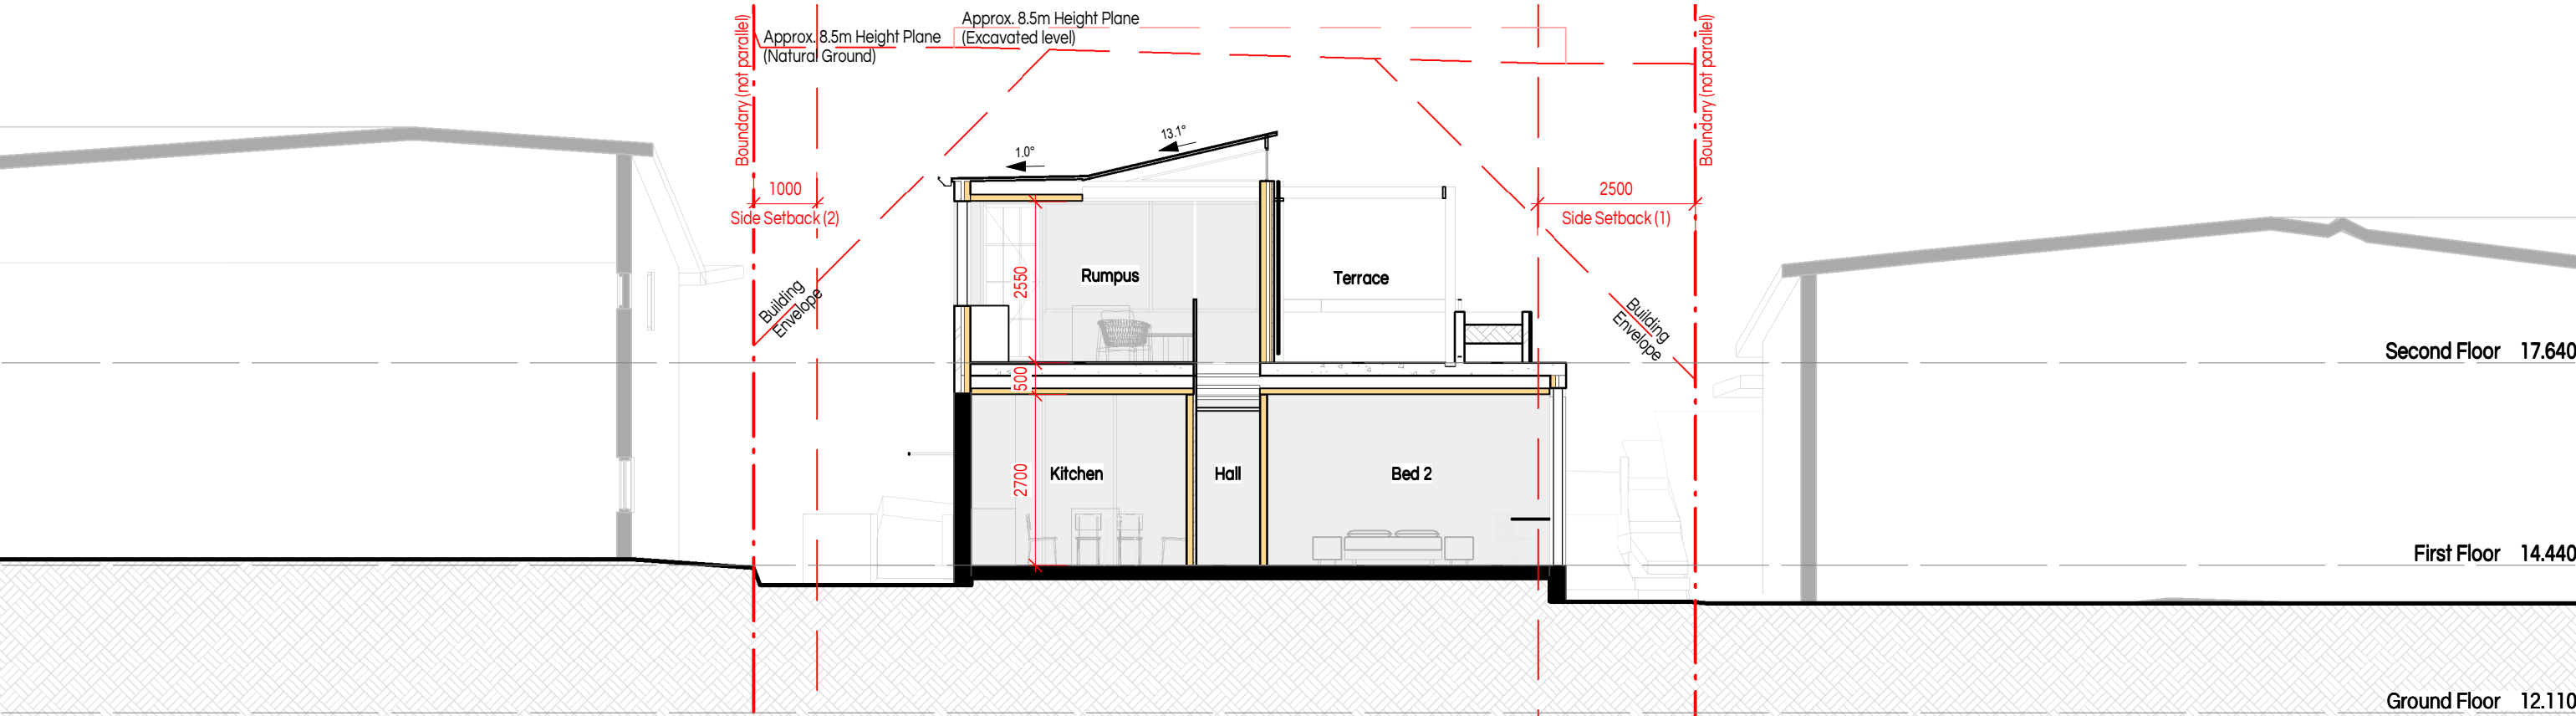 Approx. 8.5m Height Plane
(Excavated level)
Approx. 8.5m Height Plane
(Natural Ground)
Boundary (not parallel)
Boundary (not parallel)
13.1°
1.0°
1000
Side Setback (2)
2500
Side Setback (1)
Building
Envelope
Building
Envelope
2550
Rumpus
Terrace
Second Floor 17.640
500
2700
Kitchen
Hall
Bed 2
First Floor 14.440
Ground Floor 12.110